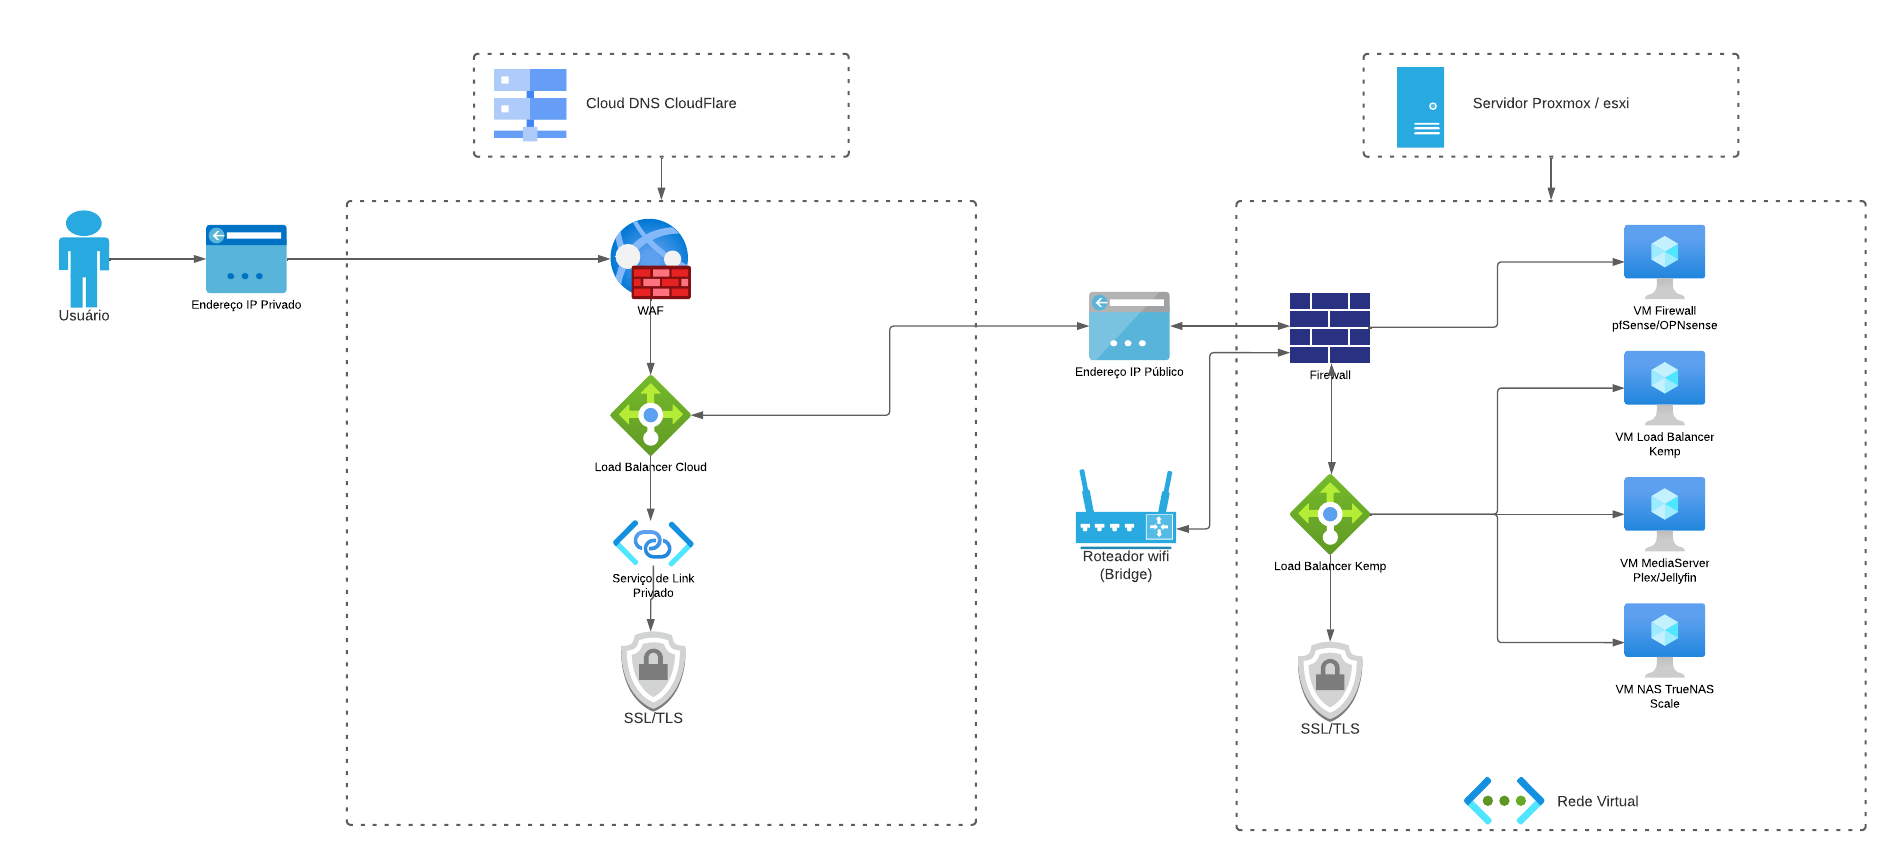 Cloud DNS CloudFlare
Servidor Proxmox / esxi
Usuário
Endereço IP Privado
WAF
Load Balancer Cloud
Serviço de Link
Privado
SSL/TLS
Endereço IP Público
Roteador wifi
(Bridge)
Firewall
Load Balancer Kemp
SSL/TLS
VM Firewall
pfSense/OPNsense
VM Load Balancer
Kemp
VM MediaServer
Plex/Jellyfin
VM NAS TrueNAS
Scale
Rede Virtual